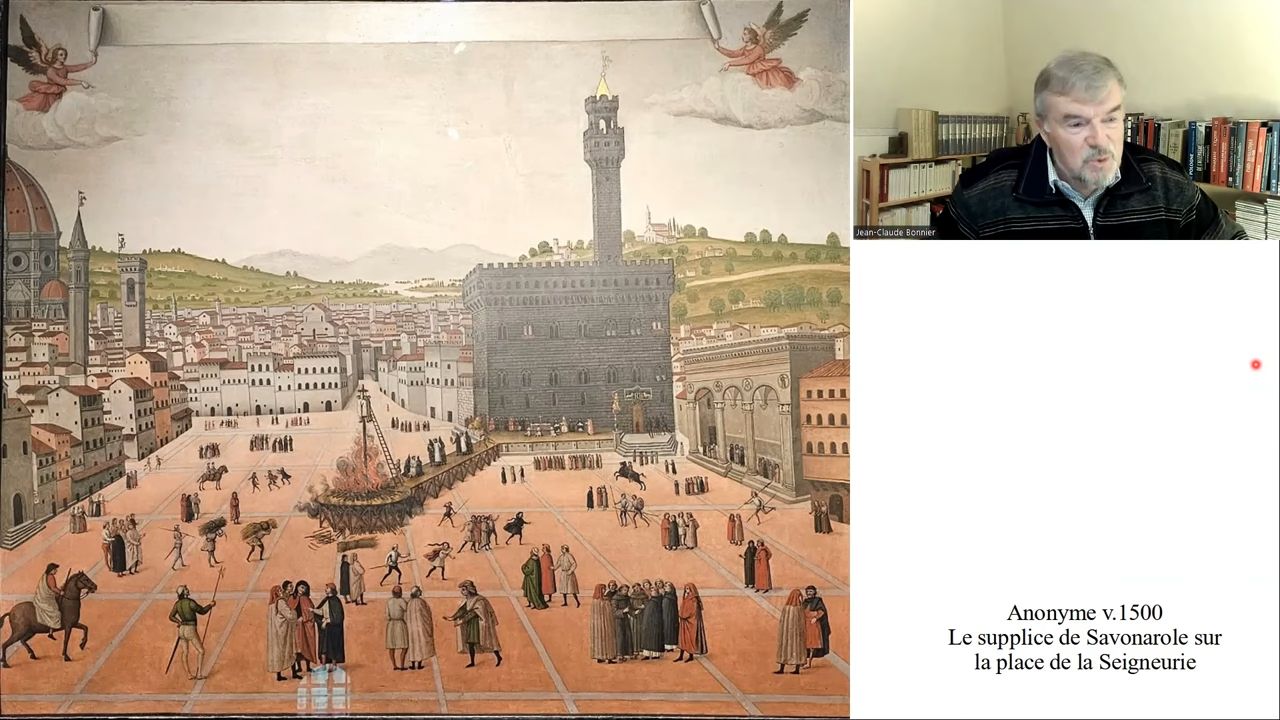 Jean-Claude Bonnier
Anonyme v.1500
Le supplice de Savonarole sur
la place de la Seigneurie